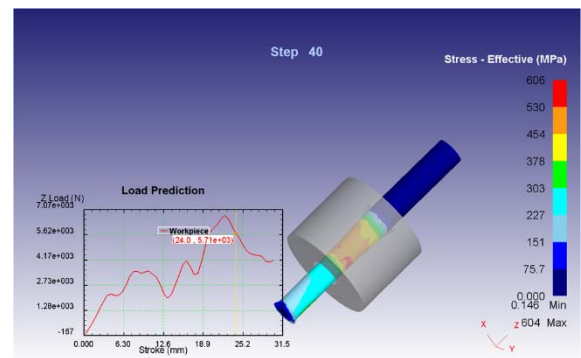 Step 40
Stress - Effective (MPa)
606
530
454
378
303
227
151
75.7
0.000
0.146 Min
604 Max
Load Prediction
Z Load (N)
7.07e+003
5.62e+003
4.17e+003
2.73e+003
1.28e+003
-167
Workpiece
(24.0 , 5.71e+03)
0.000 6.30 12.6 18.9 25.2 31.5
Stroke (mm)
X Z
Y